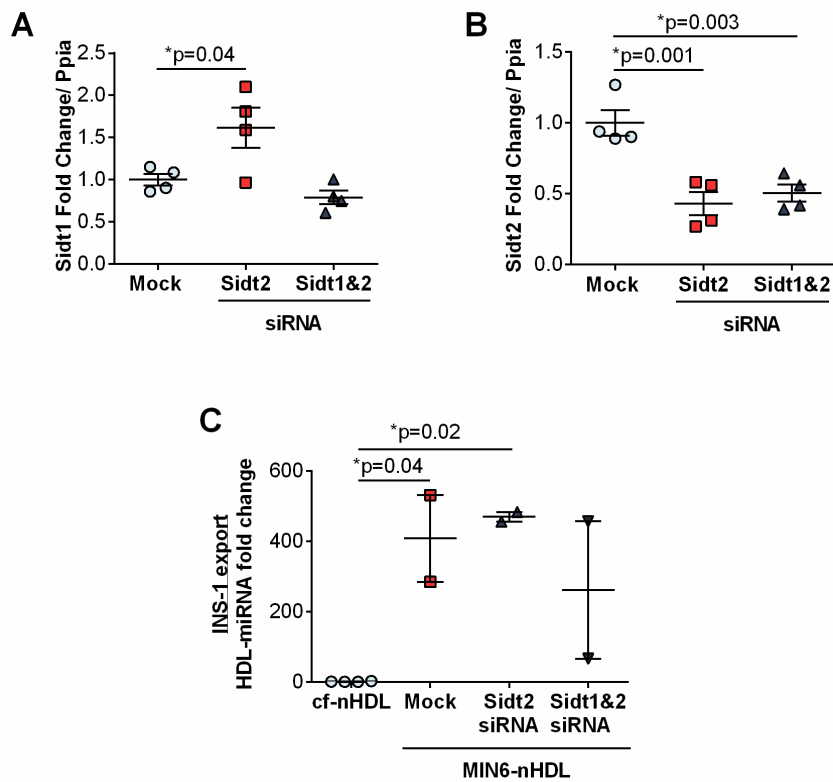 A
Sidt1 Fold Change/ Ppia
2.5
2.0
1.5
1.0
0.5
0.0
*p=0.04
Mock
Sidt2
Sidt1&2
siRNA
B
Sidt2 Fold Change/ Ppia
1.5
1.0
0.5
0.0
*p=0.003
*p=0.001
Mock
Sidt2
Sidt1&2
siRNA
C
INS-1 export
HDL-miRNA fold change
600
400
200
0
*p=0.02
*p=0.04
cf-nHDL
Mock
Sidt2
siRNA
Sidt1&2
siRNA
MIN6-nHDL